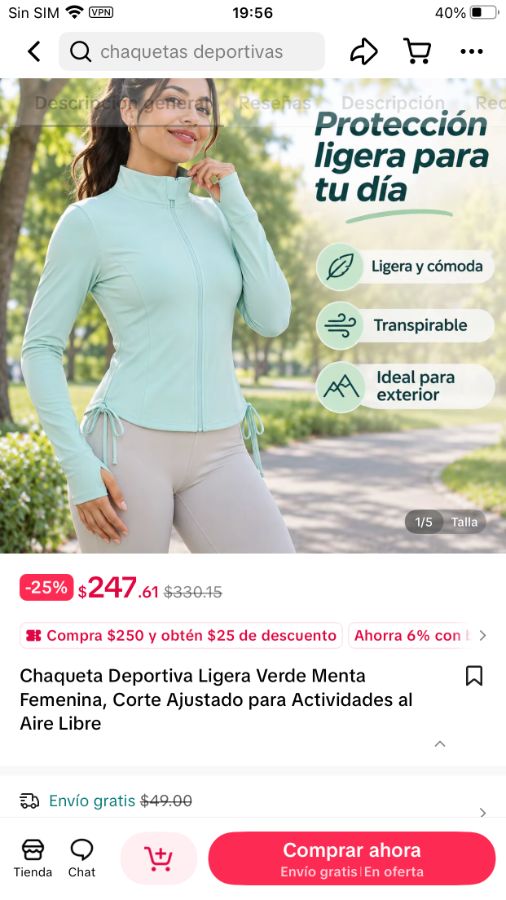 Sin SIM VPN 19:56 40%
chaquetas deportivas
Descripción general Reseñas Descripción Rec
Protección
ligera para
tu día
Ligera y cómoda
Transpirable
Ideal para
exterior
1/5 Talla
-25% $247.61 $330.15
Compra $250 y obtén $25 de descuento Ahorra 6% con
Chaqueta Deportiva Ligera Verde Menta
Femenina, Corte Ajustado para Actividades al
Aire Libre
Envío gratis $49.00
Tienda Chat
Comprar ahora
Envío gratis | En oferta